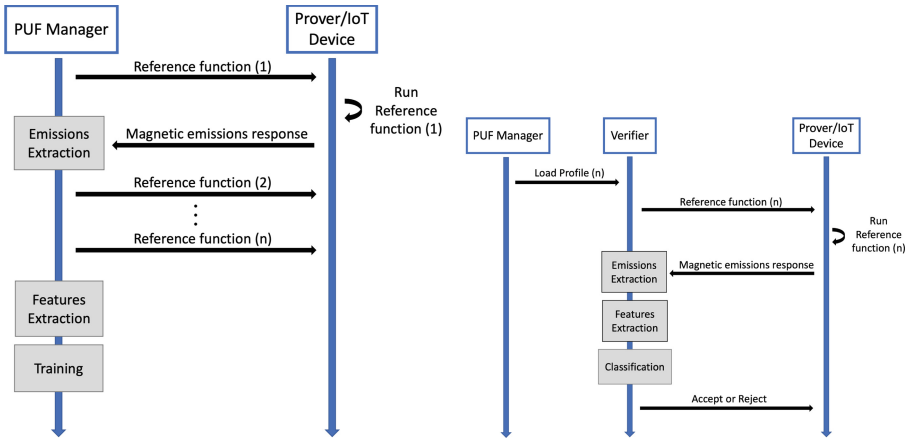 PUF Manager
Prover/IoT
Device
Reference function (1)
Run
Reference
function (1)
Emissions
Extraction
Magnetic emissions response
Reference function (2)
Reference function (n)
Features
Extraction
Training
PUF Manager
Verifier
Prover/IoT
Device
Load Profile (n)
Reference function (n)
Run
Reference
function (n)
Emissions
Extraction
Magnetic emissions response
Features
Extraction
Classification
Accept or Reject